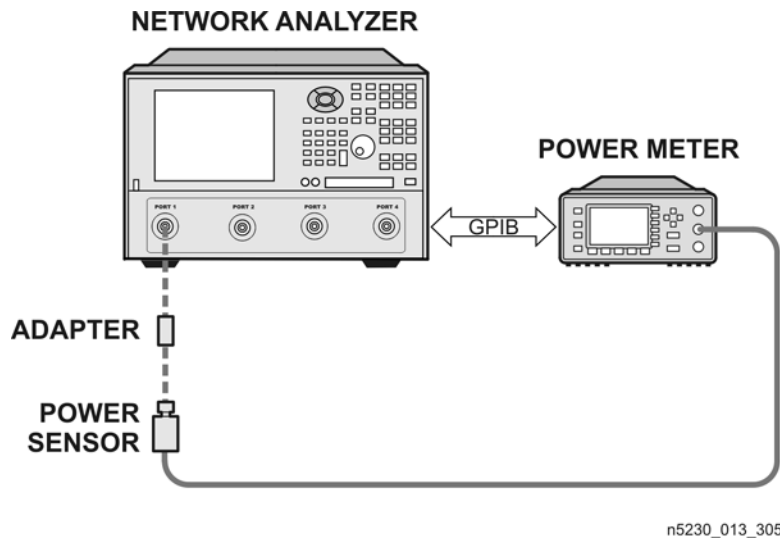 NETWORK ANALYZER
POWER METER
PORT 1
PORT 2
PORT 3
PORT 4
GPIB
ADAPTER
POWER
SENSOR
n5230_013_305